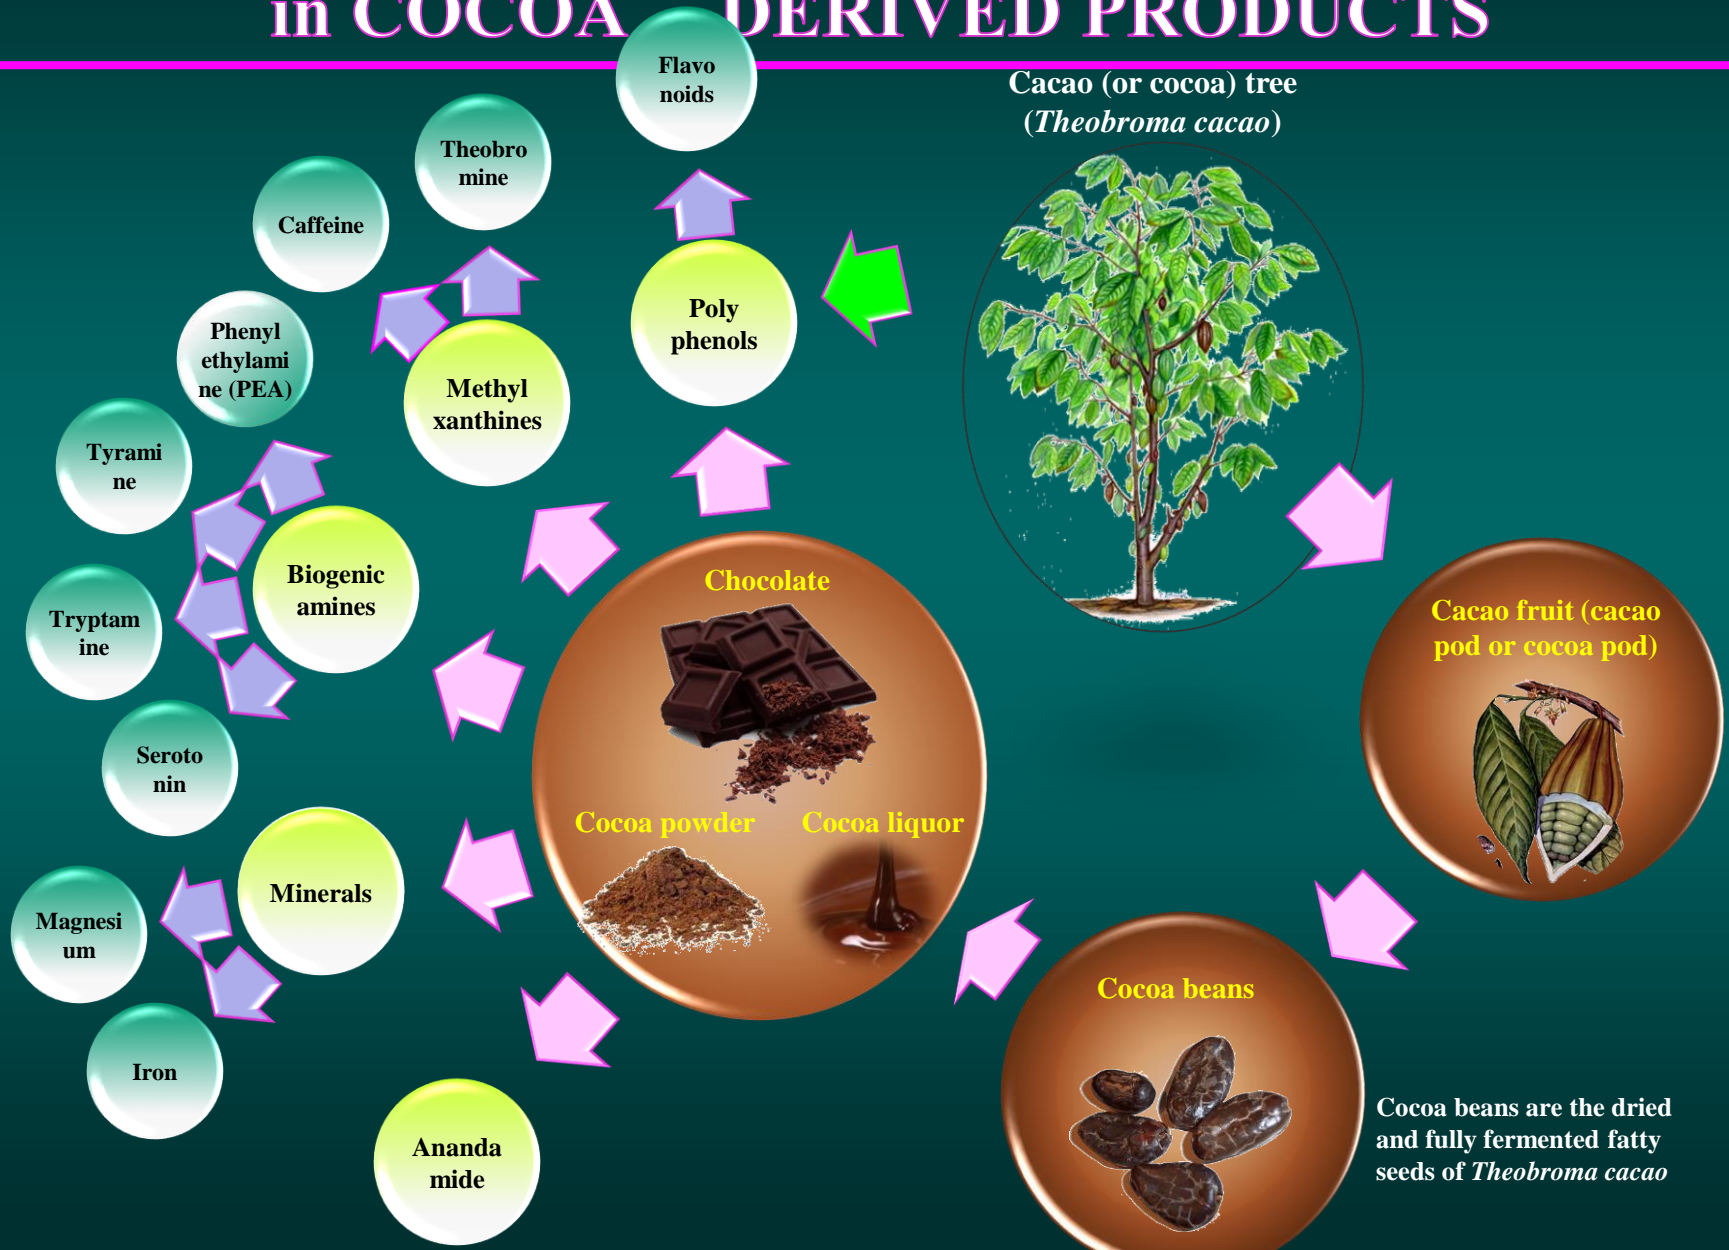 in COCOA - DERIVED PRODUCTS
Flavo
noids
Cacao (or cocoa) tree
(Theobroma cacao)
Theobro
mine
Caffeine
Poly
phenols
Phenyl
ethylami
ne (PEA)
Methyl
xanthines
Tyrami
ne
Biogenic
amines
Tryptam
ine
Chocolate
Cacao fruit (cacao
pod or cocoa pod)
Seroto
nin
Cocoa powder
Cocoa liquor
Minerals
Magnesi
um
Cocoa beans
Iron
Ananda
mide
Cocoa beans are the dried
and fully fermented fatty
seeds of Theobroma cacao